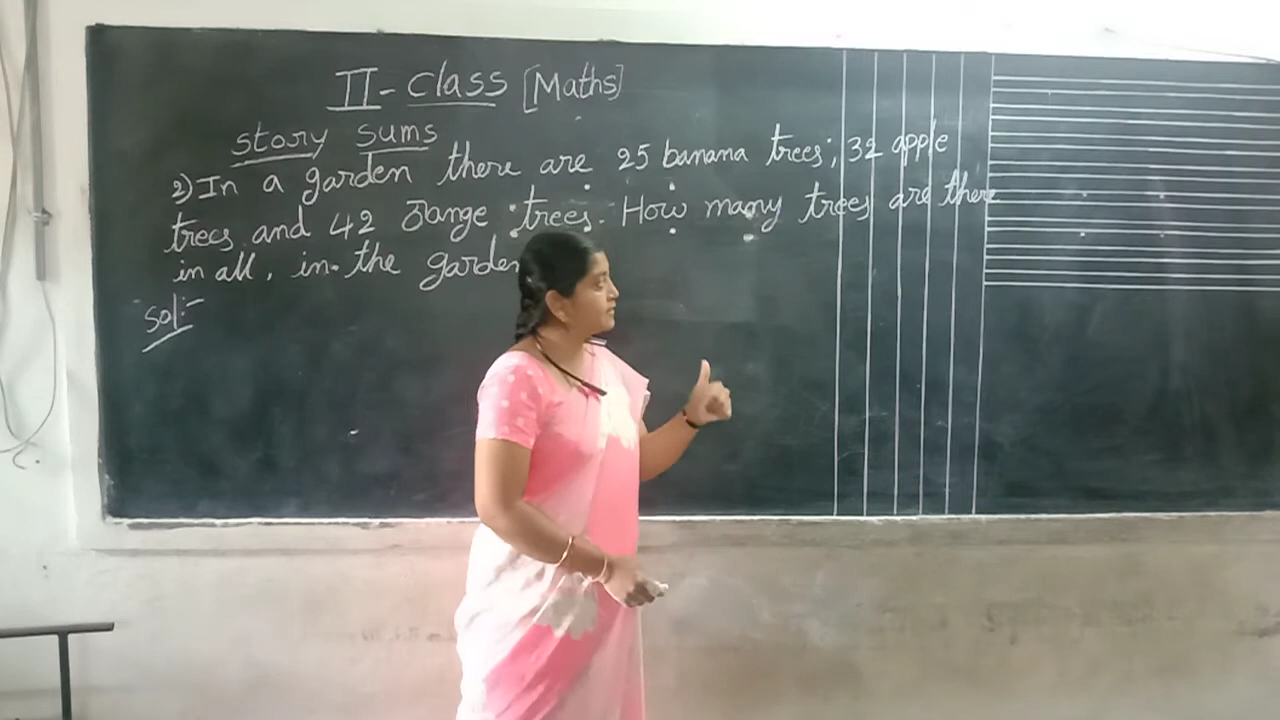 II - Class [Maths]
Story Sums
2) In a garden there are 25 banana trees; 32 apple
trees and 42 orange trees. How many trees are there
in all, in the garden
Sol:-